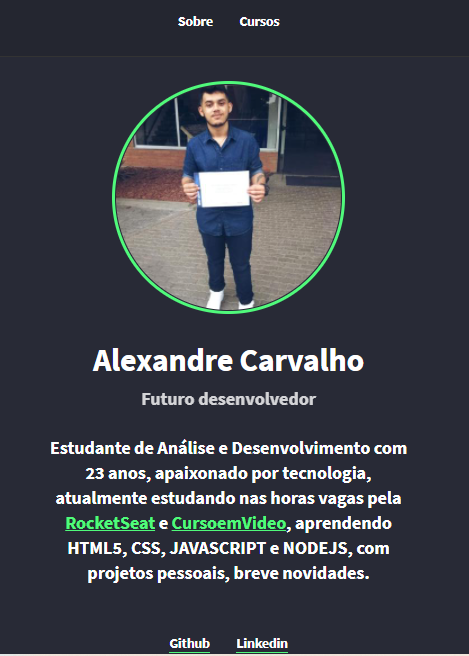 Sobre Cursos
Alexandre Carvalho
Futuro desenvolvedor
Estudante de Análise e Desenvolvimento com
23 anos, apaixonado por tecnologia,
atualmente estudando nas horas vagas pela
RocketSeat e CursoemVideo, aprendendo
HTML5, CSS, JAVASCRIPT e NODEJS, com
projetos pessoais, breve novidades.
Github Linkedin